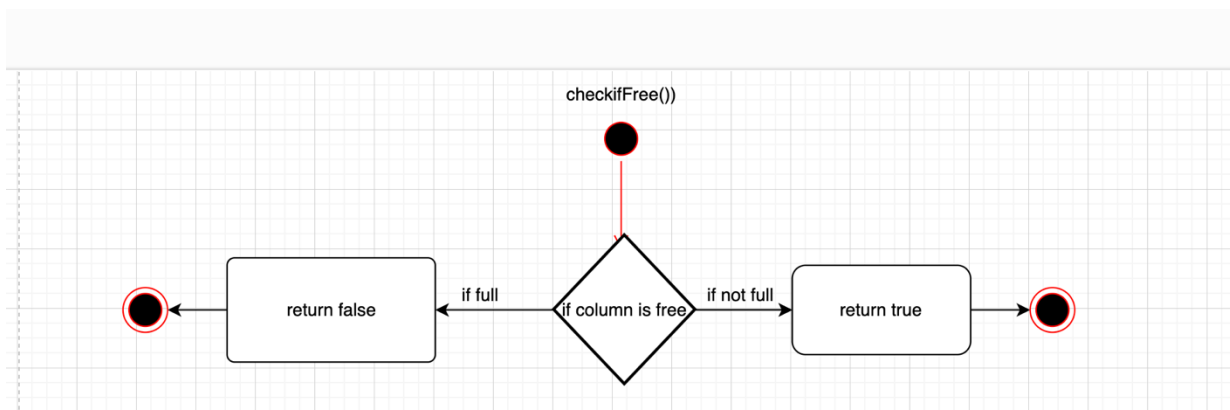 checkifFree())
return false
if full
if column is free
if not full
return true